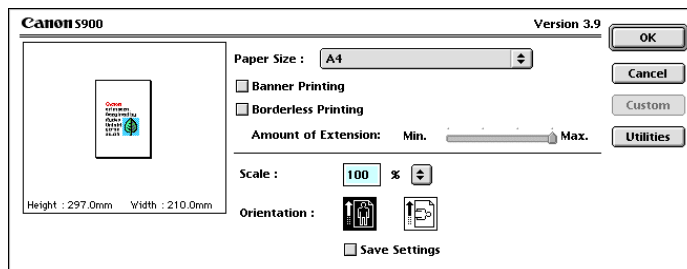 Canon S900
Version 3.9
Paper Size : A4
Banner Printing
Borderless Printing
Amount of Extension: Min. Max.
Scale : 100 %
Orientation :
Save Settings
Height : 297.0mm Width : 210.0mm
OK
Cancel
Custom
Utilities